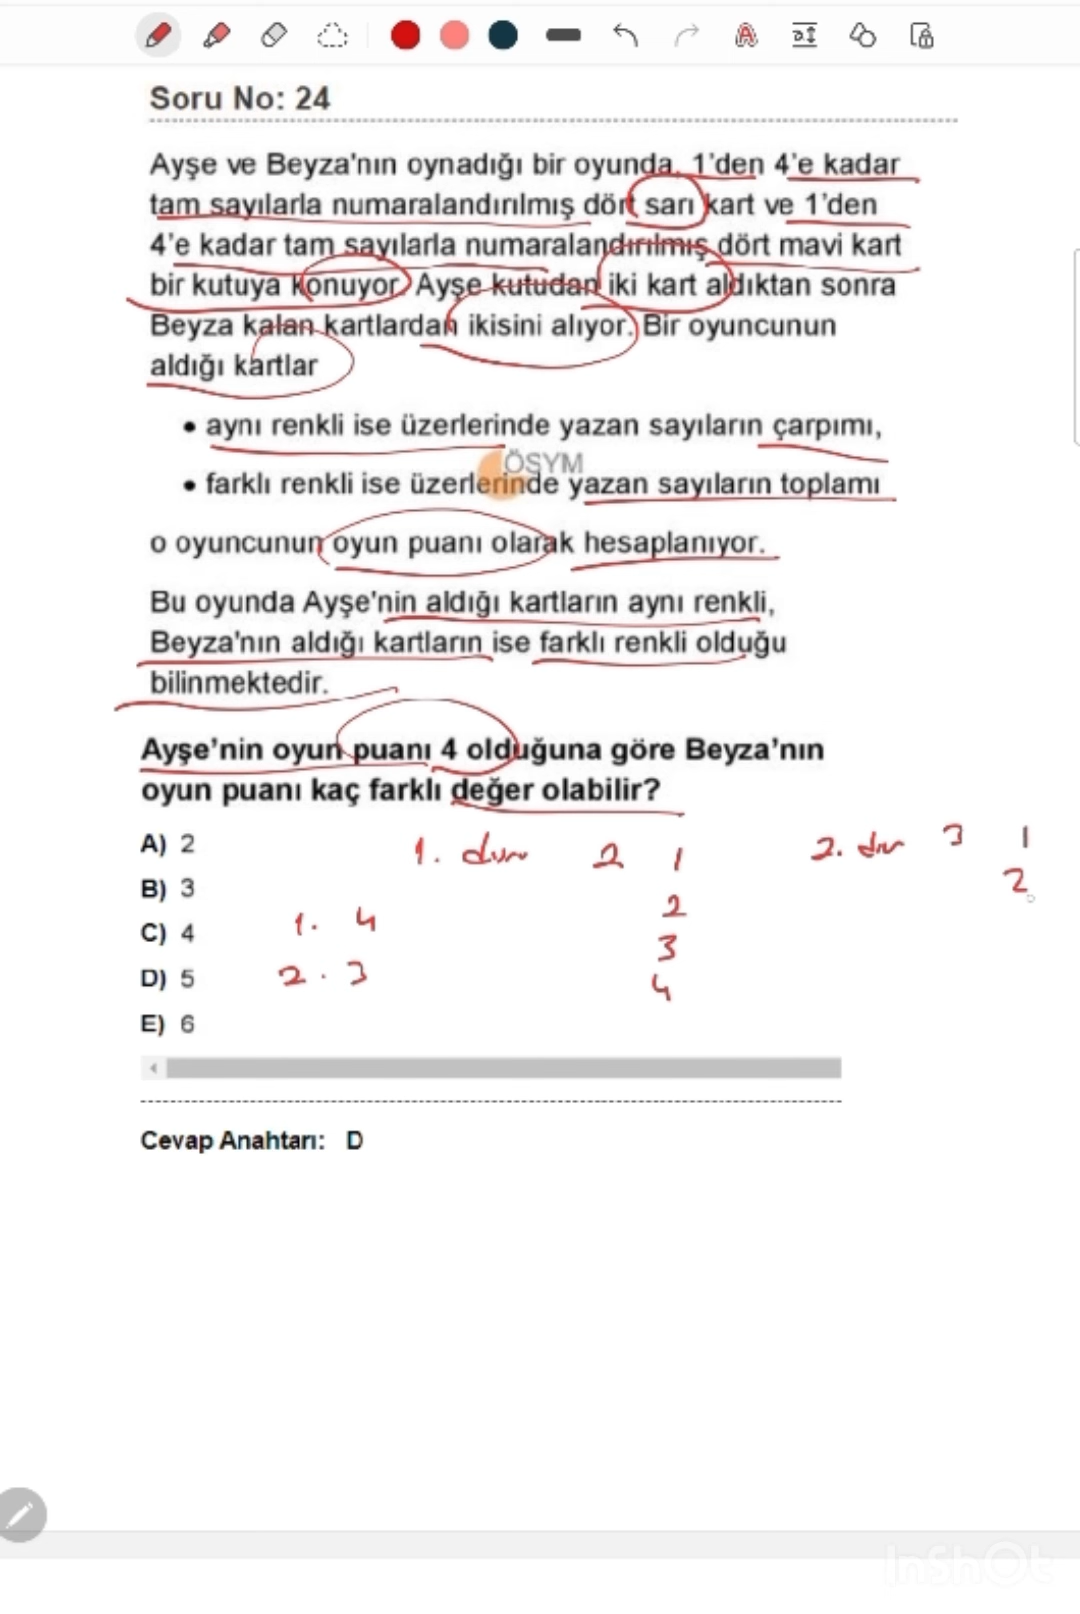 Soru No: 24
Ayşe ve Beyza'nın oynadığı bir oyunda, 1'den 4'e kadar
tam sayılarla numaralandırılmış dört sarı kart ve 1'den
4'e kadar tam sayılarla numaralandırılmış dört mavi kart
bir kutuya konuyor. Ayşe kutudan iki kart aldıktan sonra
Beyza kalan kartlardan ikisini alıyor. Bir oyuncunun
aldığı kartlar
• aynı renkli ise üzerlerinde yazan sayıların çarpımı,
ÖSYM
• farklı renkli ise üzerlerinde yazan sayıların toplamı
o oyuncunun oyun puanı olarak hesaplanıyor.
Bu oyunda Ayşe'nin aldığı kartların aynı renkli,
Beyza'nın aldığı kartların ise farklı renkli olduğu
bilinmektedir.
Ayşe'nin oyun puanı 4 olduğuna göre Beyza'nın
oyun puanı kaç farklı değer olabilir?
A) 2
B) 3
C) 4
D) 5
E) 6
1. durum 2 1
2
3
4
2. dur 3 1
2
1. 4
2. 3
Cevap Anahtarı: D
InShOt